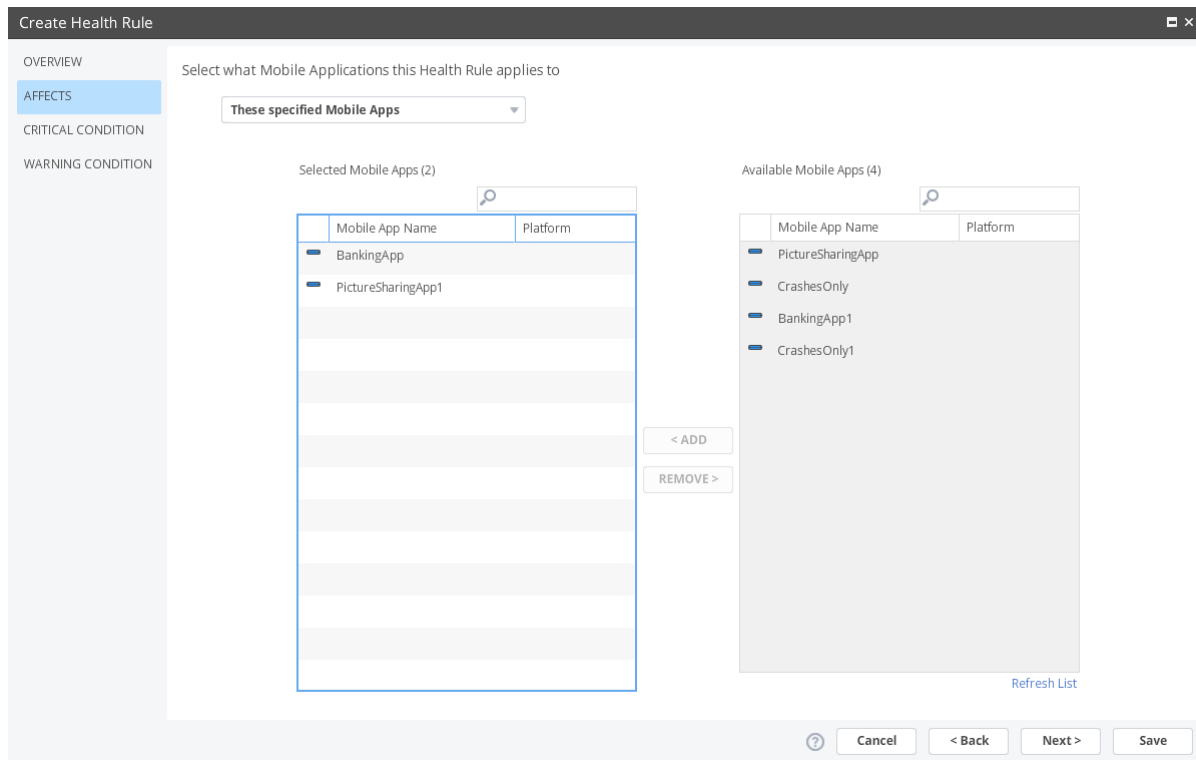 Create Health Rule
OVERVIEW
AFFECTS
CRITICAL CONDITION
WARNING CONDITION
Select what Mobile Applications this Health Rule applies to
These specified Mobile Apps
Selected Mobile Apps (2)
Mobile App Name Platform
BankingApp
PictureSharingApp1
< ADD
REMOVE >
Available Mobile Apps (4)
Mobile App Name Platform
PictureSharingApp
CrashesOnly
BankingApp1
CrashesOnly1
Refresh List
? Cancel < Back Next > Save